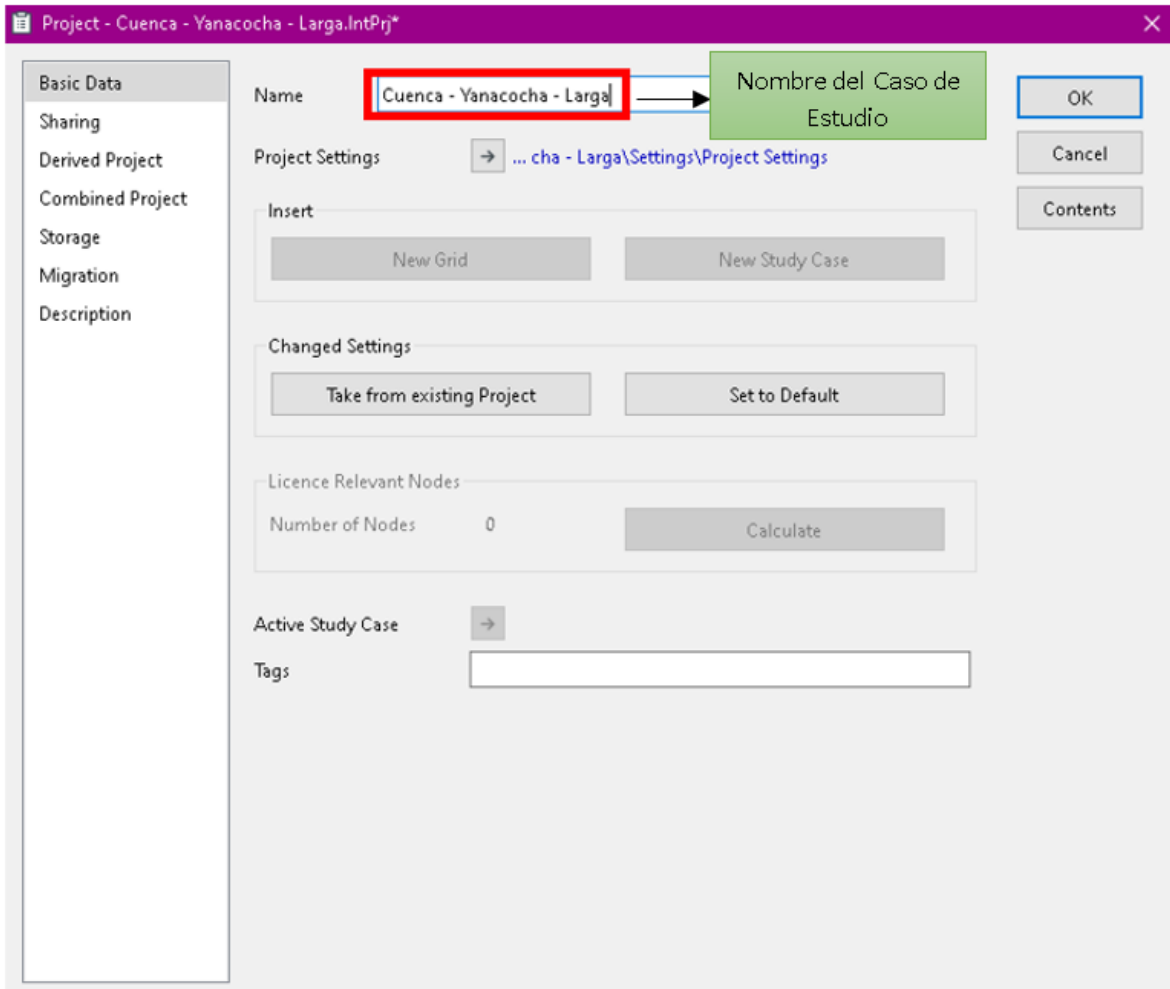 Project - Cuenca - Yanacocha - Larga.IntPrj*
Basic Data
Sharing
Derived Project
Combined Project
Storage
Migration
Description
Name
Cuenca - Yanacocha - Larga
Nombre del Caso de
Estudio
Project Settings
... cha - Larga\Settings\Project Settings
Insert
New Grid
New Study Case
Changed Settings
Take from existing Project
Set to Default
Licence Relevant Nodes
Number of Nodes
0
Calculate
Active Study Case
Tags
OK
Cancel
Contents